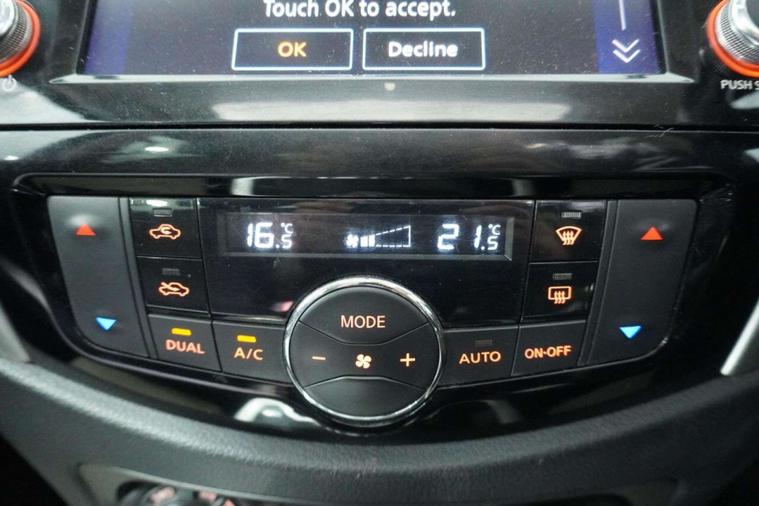 Touch OK to accept.
OK Decline
PUSH
16.5°C 21.5°C
MODE
DUAL A/C - + AUTO ON-OFF